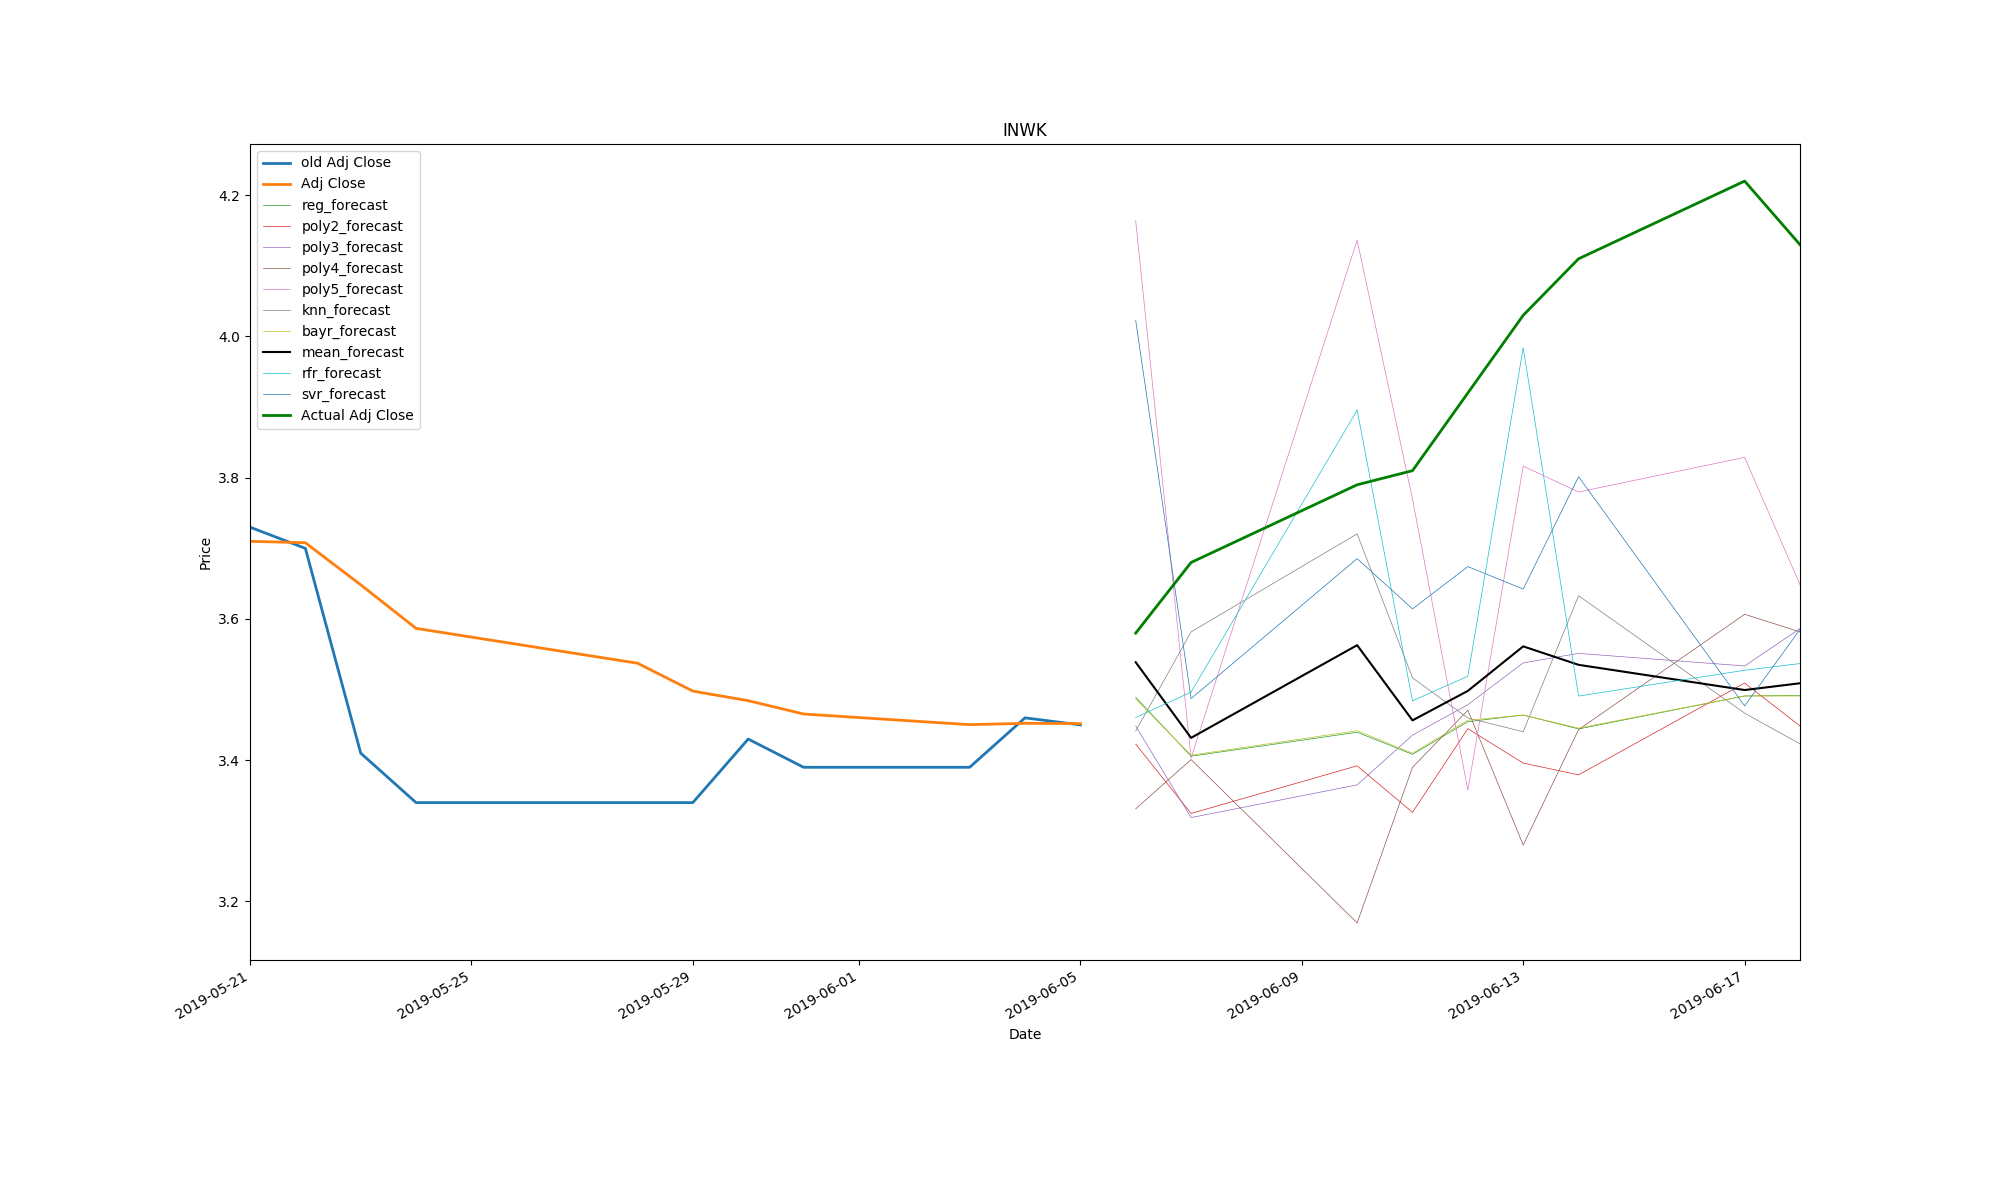 INWK
old Adj Close
Adj Close
reg_forecast
poly2_forecast
poly3_forecast
poly4_forecast
poly5_forecast
knn_forecast
bayr_forecast
mean_forecast
rfr_forecast
svr_forecast
Actual Adj Close
4.2
4.0
3.8
3.6
3.4
3.2
Price
2019-05-21
2019-05-25
2019-05-29
2019-06-01
2019-06-05
2019-06-09
2019-06-13
2019-06-17
Date